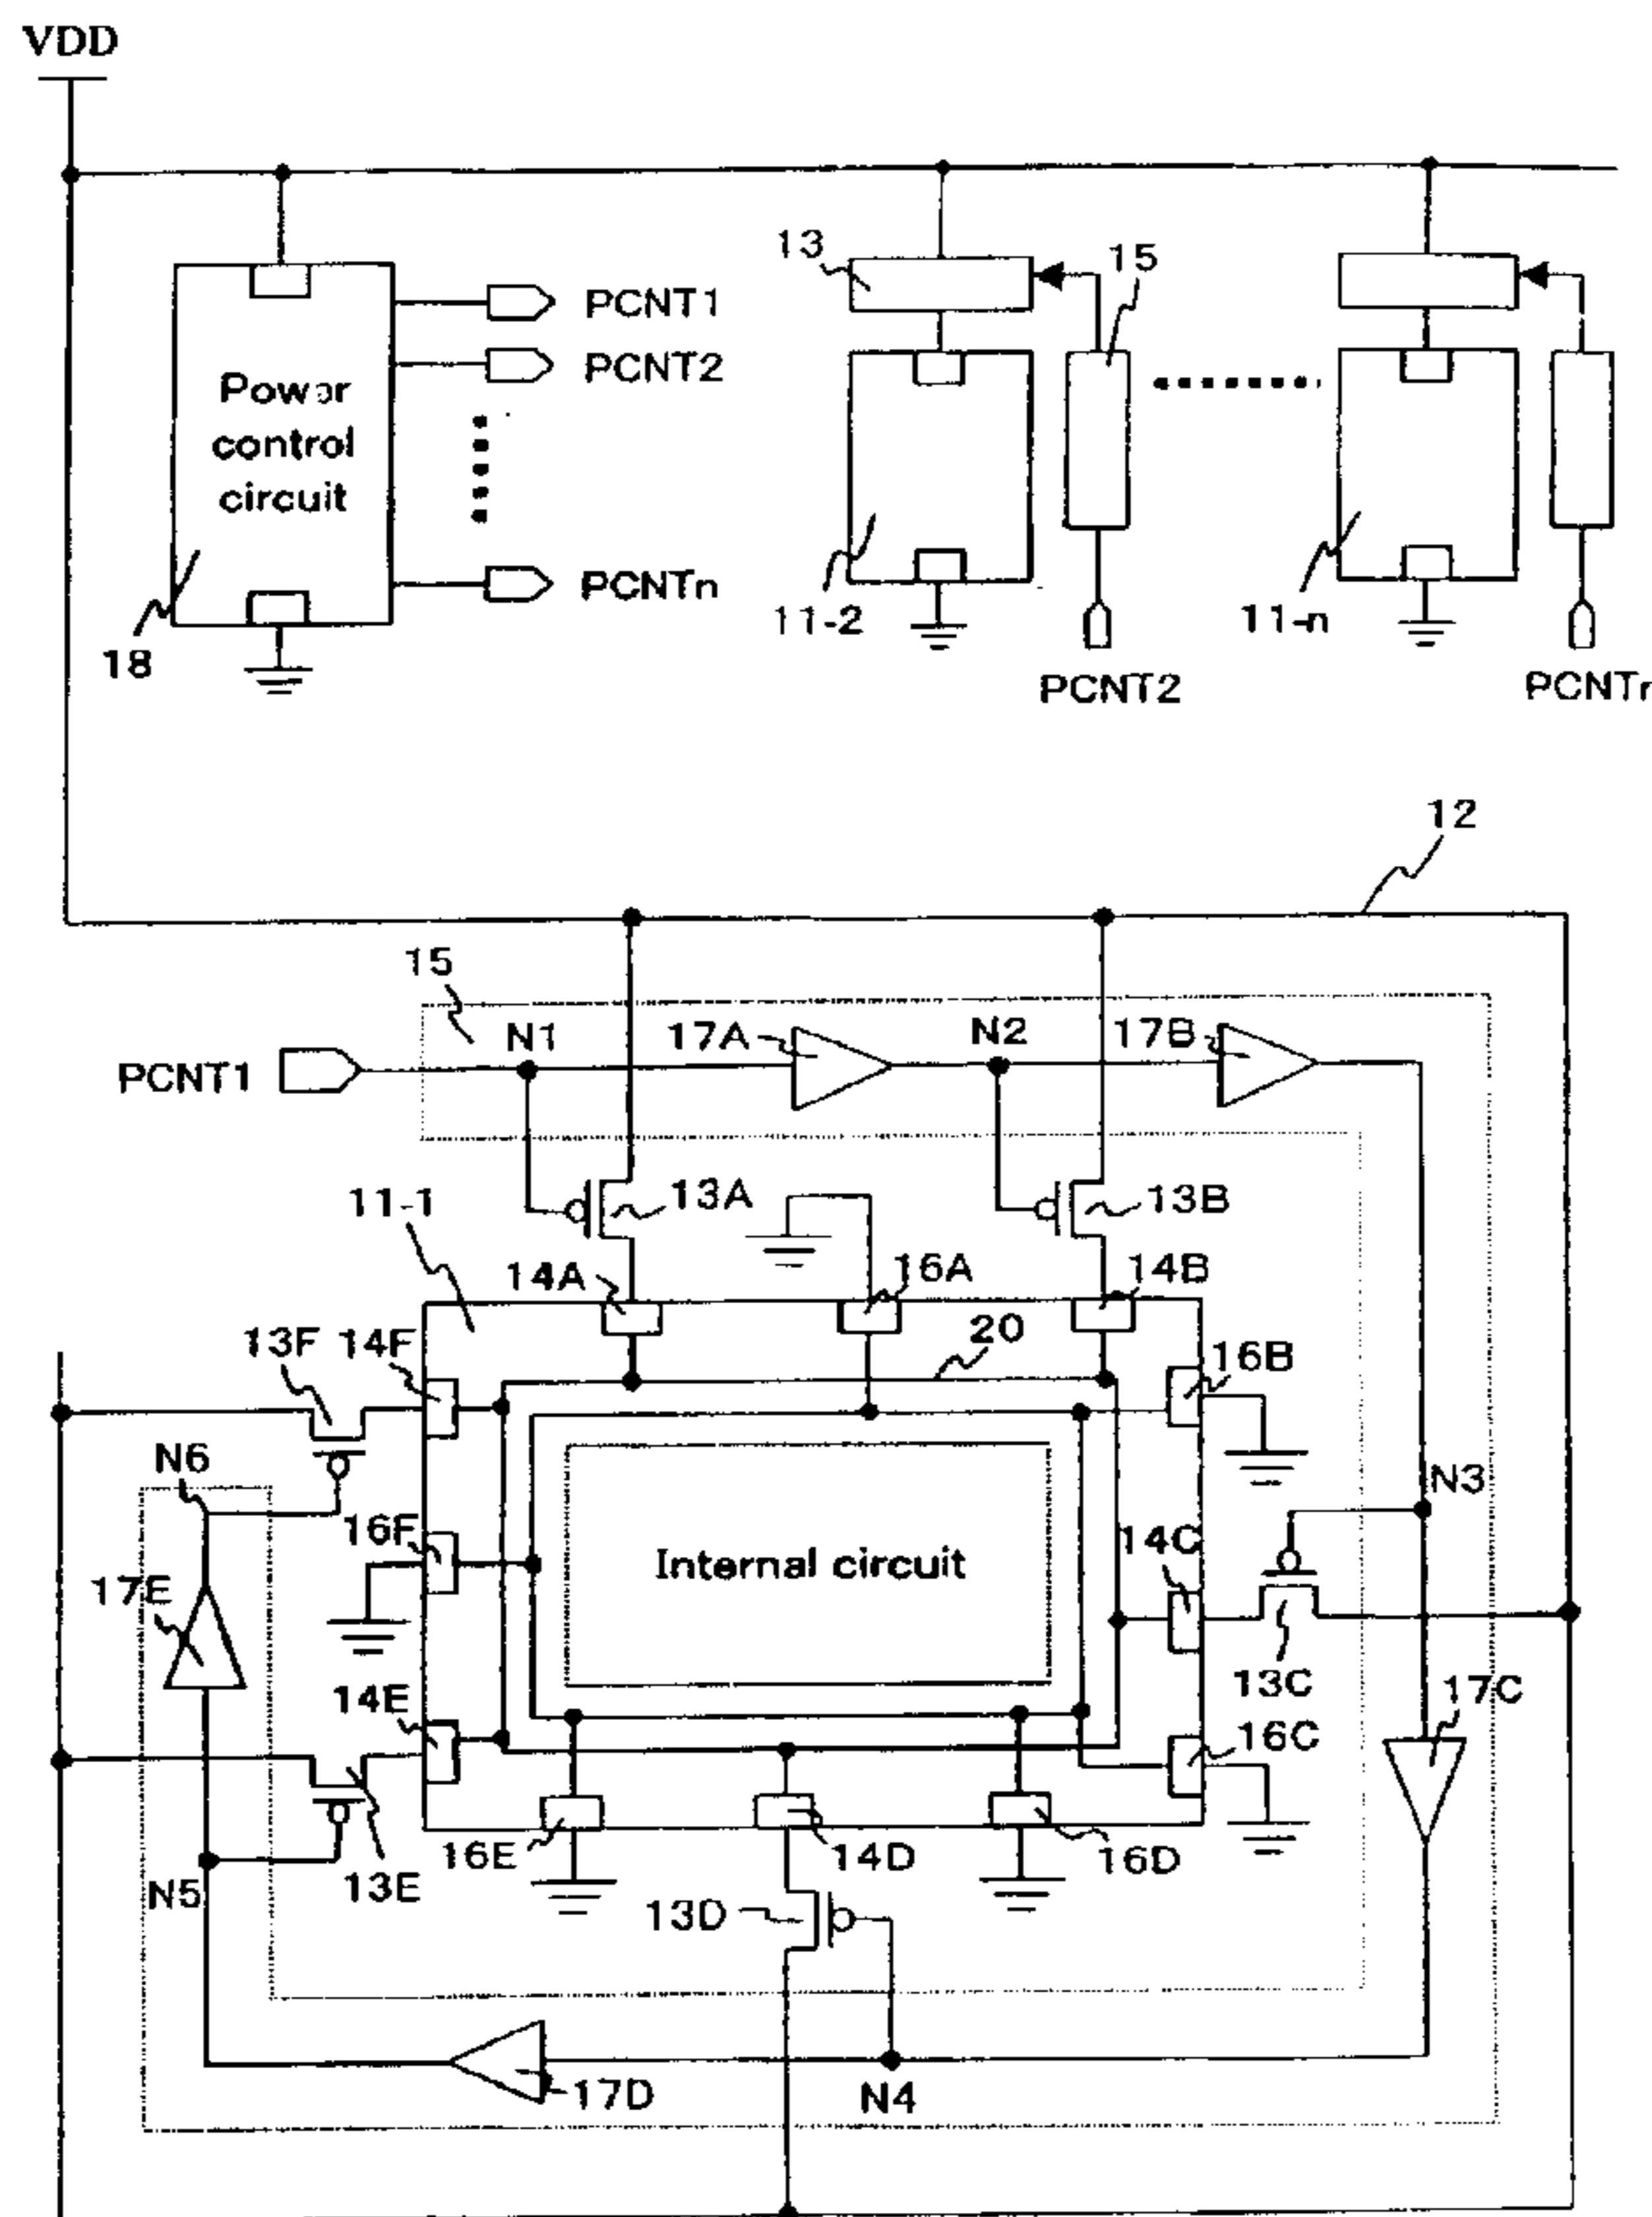 VDD
13
15
PCNT1
PCNT2
Power
control
circuit
PCNTn
18
11-2
11-n
PCNT2
PCNTr
12
15
N1
17A
N2
17B
PCNT1
11-1
13A
13B
14A
16A
14B
20
13F
14F
16B
N6
N3
16F
14C
Internal circuit
17E
13C
17C
14E
16C
16E
14D
16D
N5
13E
13D
17D
N4